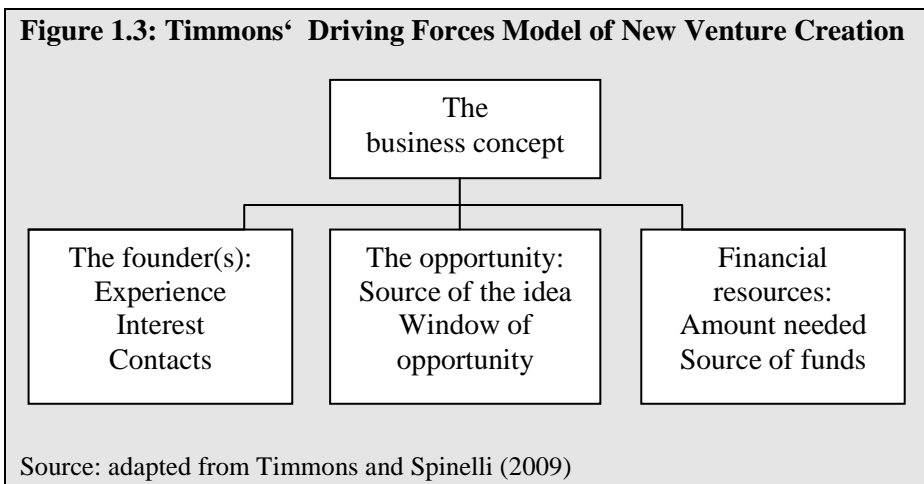 Figure 1.3: Timmons‘ Driving Forces Model of New Venture Creation
The
business concept
The founder(s):
Experience
Interest
Contacts
The opportunity:
Source of the idea
Window of
opportunity
Financial
resources:
Amount needed
Source of funds
Source: adapted from Timmons and Spinelli (2009)